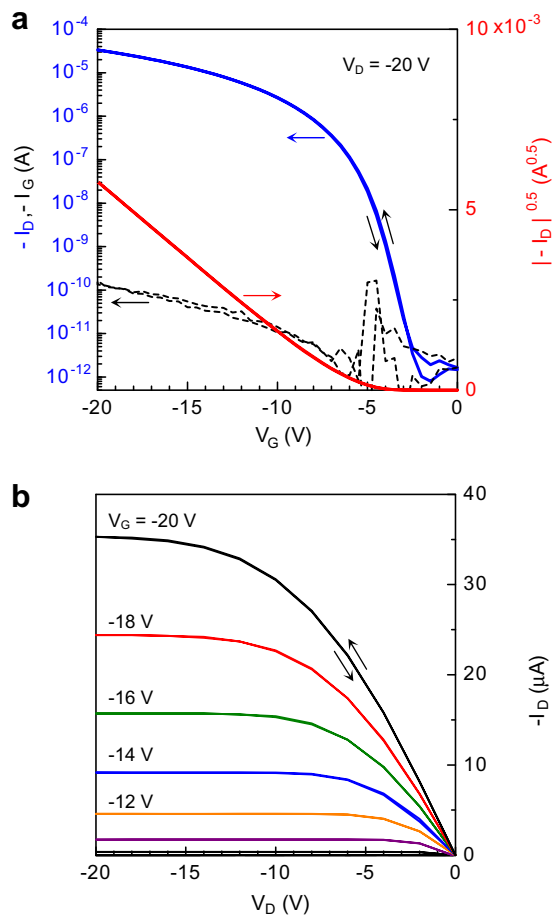 a
10⁻⁴
10⁻⁵
10⁻⁶
10⁻⁷
10⁻⁸
10⁻⁹
10⁻¹⁰
10⁻¹¹
10⁻¹²
- I_D, - I_G (A)
V_D = -20 V
10x10⁻³
5
0
| - I_D | ^0.5 (A^0.5)
-20 -15 -10 -5 0
V_G (V)
b
V_G = -20 V
-18 V
-16 V
-14 V
-12 V
40
30
20
10
0
-I_D (μA)
-20 -15 -10 -5 0
V_D (V)